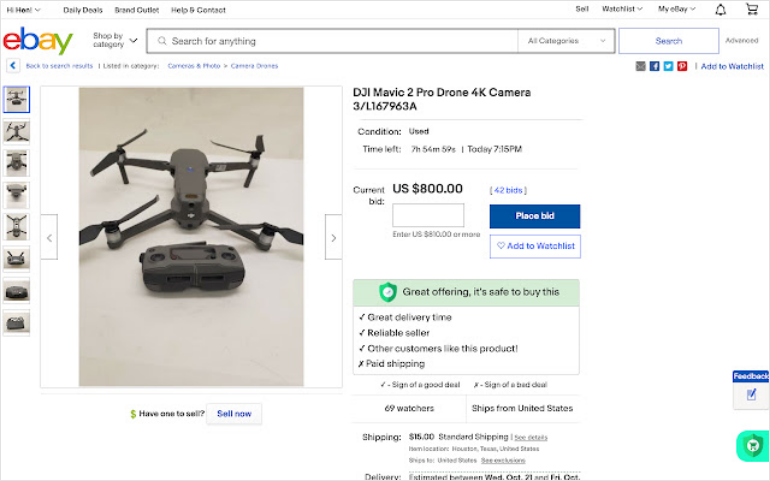 Hi Hen!
Daily Deals
Brand Outlet
Help & Contact
Sell
Watchlist
My eBay
ebay
Shop by category
Search for anything
All Categories
Search
Advanced
Back to search results | Listed in category: Cameras & Photo > Camera Drones
| Add to Watchlist
DJI Mavic 2 Pro Drone 4K Camera
3/L167963A
Condition: Used
Time left: 7h 54m 59s | Today 7:15PM
Current bid: US $800.00 [ 42 bids ]
Place bid
Enter US $810.00 or more
Add to Watchlist
Great offering, it's safe to buy this
✓ Great delivery time
✓ Reliable seller
✓ Other customers like this product!
✗ Paid shipping
✓ - Sign of a good deal ✗ - Sign of a bad deal
69 watchers
Ships from United States
$ Have one to sell? Sell now
Shipping: $15.00 Standard Shipping | See details
Item location: Houston, Texas, United States
Ships to: United States See exclusions
Delivery: Estimated between Wed. Oct. 21 and Fri. Oct.
Feedback